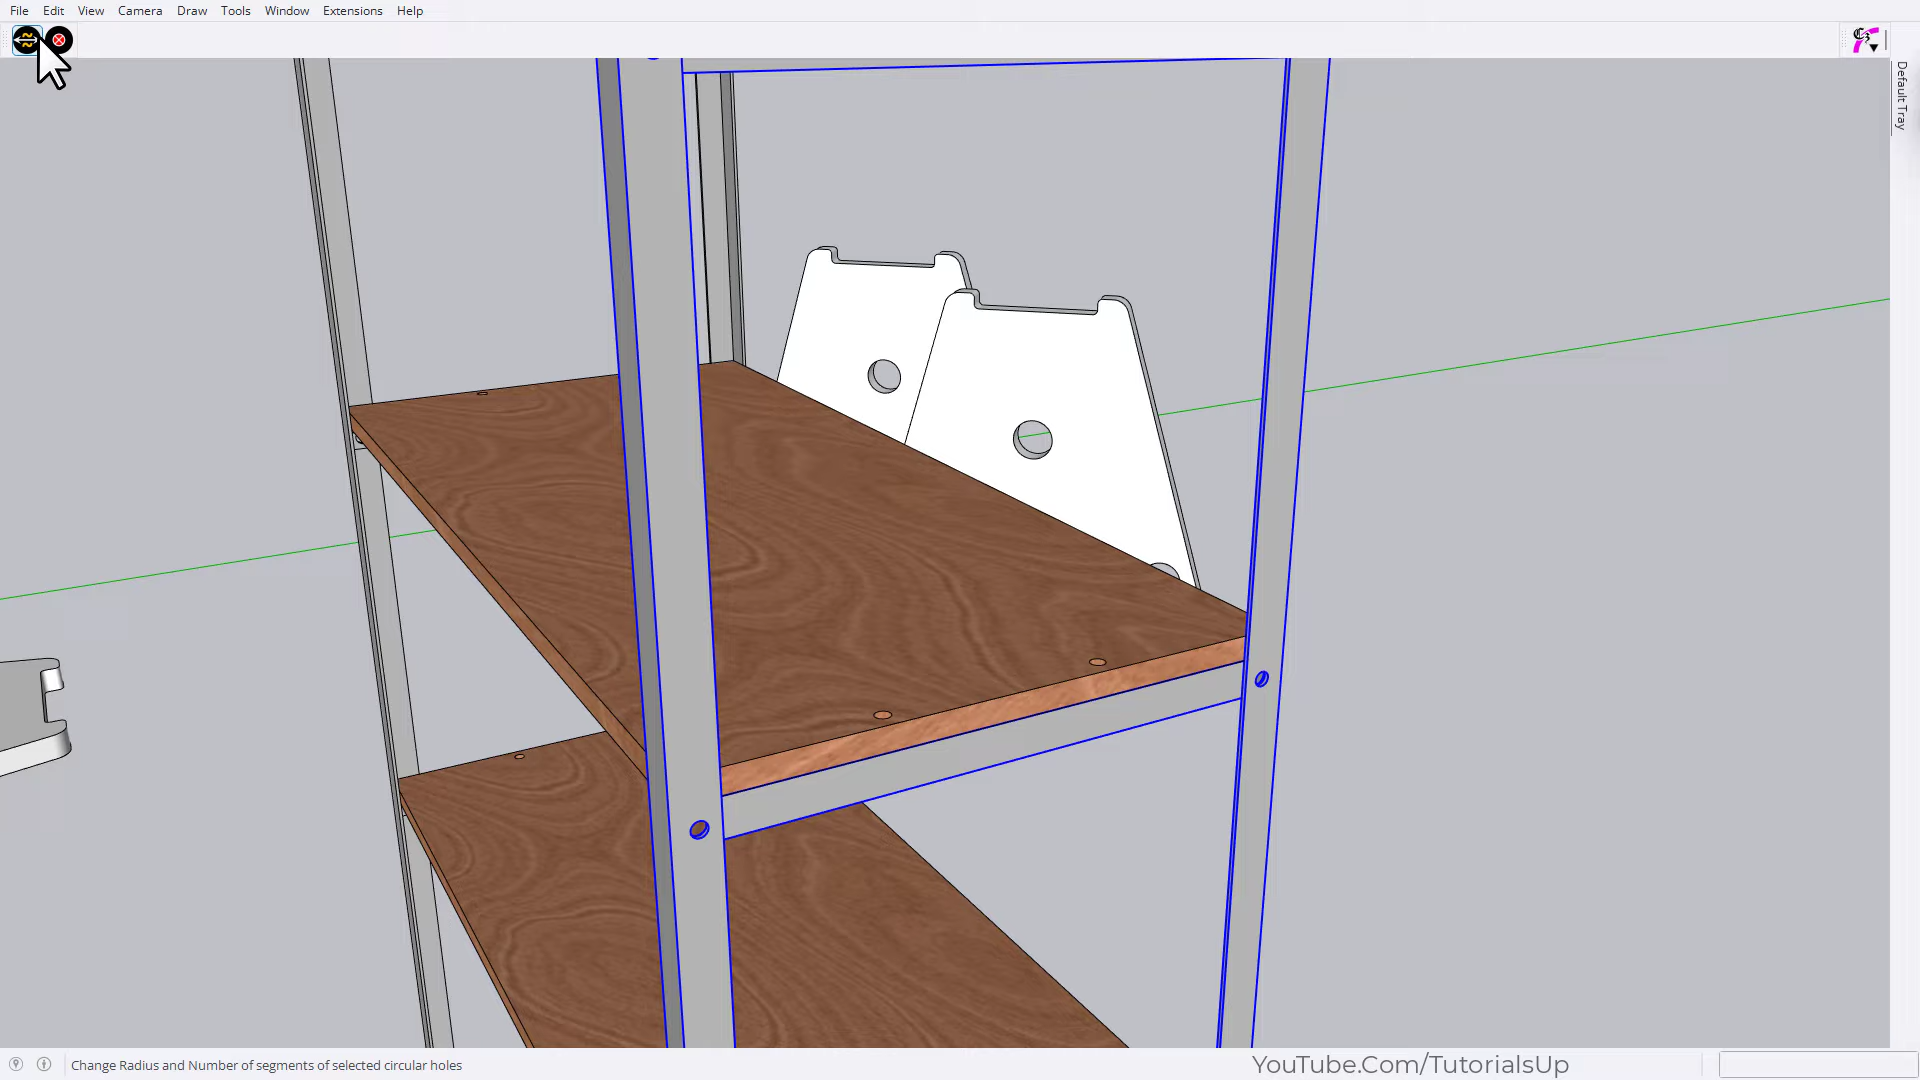 File Edit View Camera Draw Tools Window Extensions Help
Default Tray
Change Radius and Number of segments of selected circular holes
YouTube.Com/TutorialsUp